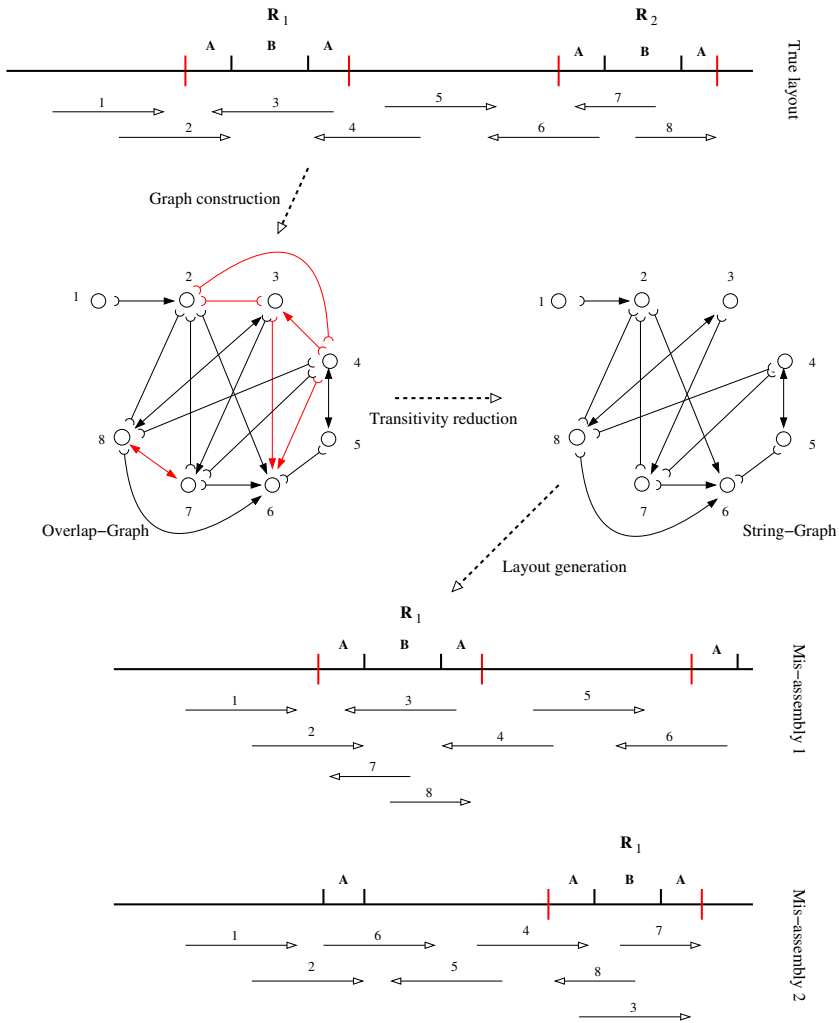 R 1
R 2
A B A
A B A
True layout
1
3
5
7
2
4
6
8
Graph construction
1
2
3
4
5
6
7
8
Overlap-Graph
Transitivity reduction
1
2
3
4
5
6
7
8
String-Graph
Layout generation
R 1
A B A
A
Mis-assembly 1
1
3
5
2
4
6
7
8
R 1
A
A B A
Mis-assembly 2
1
6
4
7
2
5
8
3